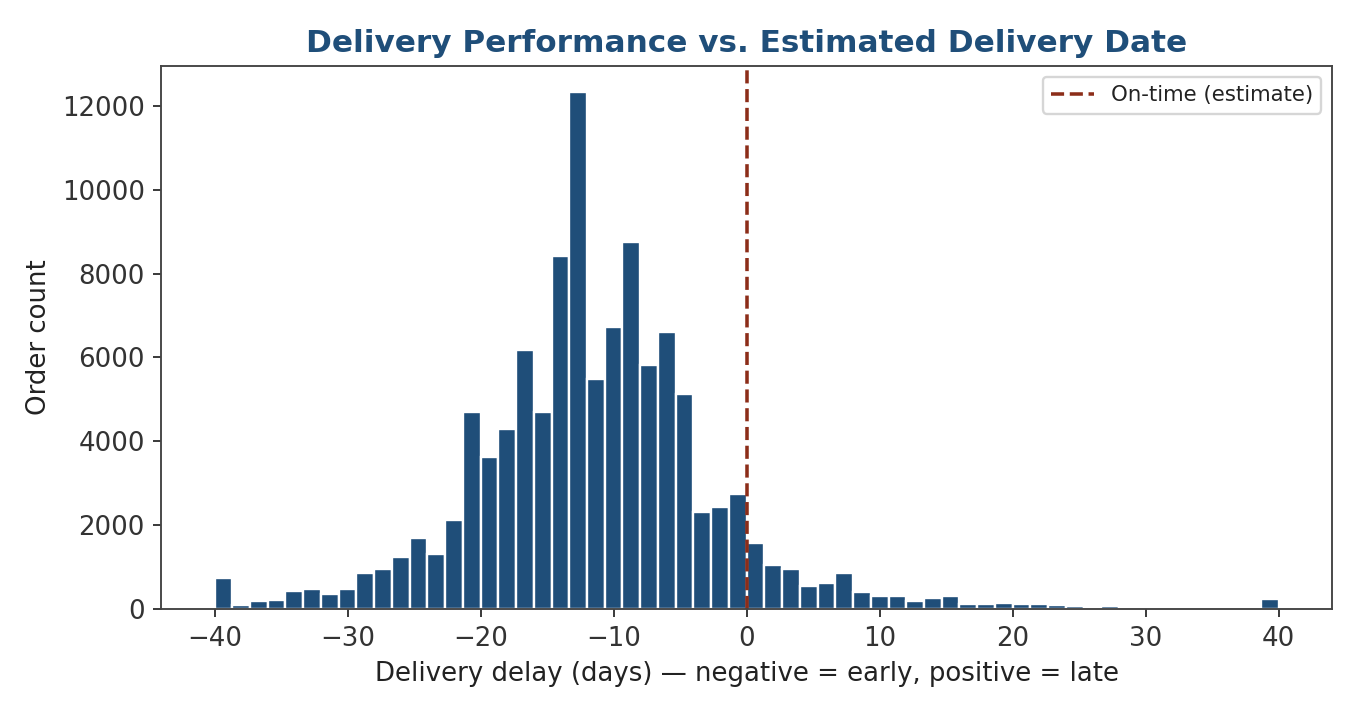 Delivery Performance vs. Estimated Delivery Date
On-time (estimate)
12000
10000
8000
6000
4000
2000
0
Order count
−40 −30 −20 −10 0 10 20 30 40
Delivery delay (days) — negative = early, positive = late